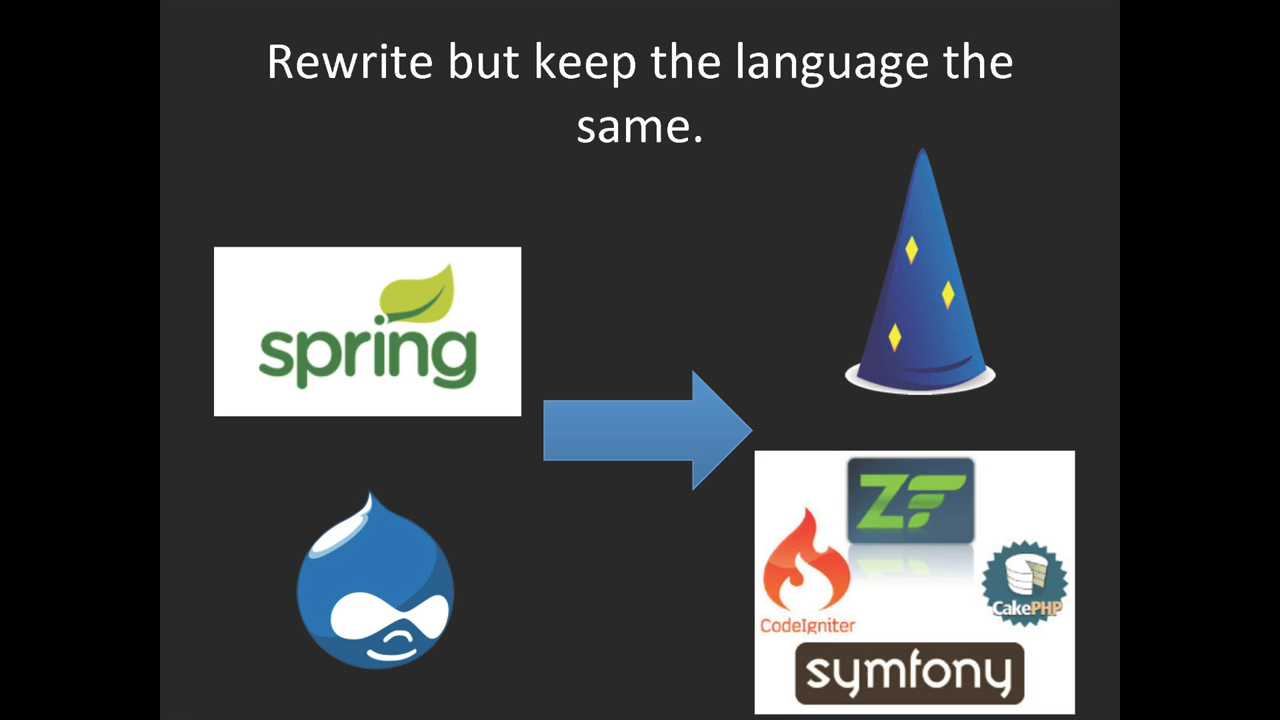 Rewrite but keep the language the
same.
spring
ZF
CodeIgniter
CakePHP
symfony